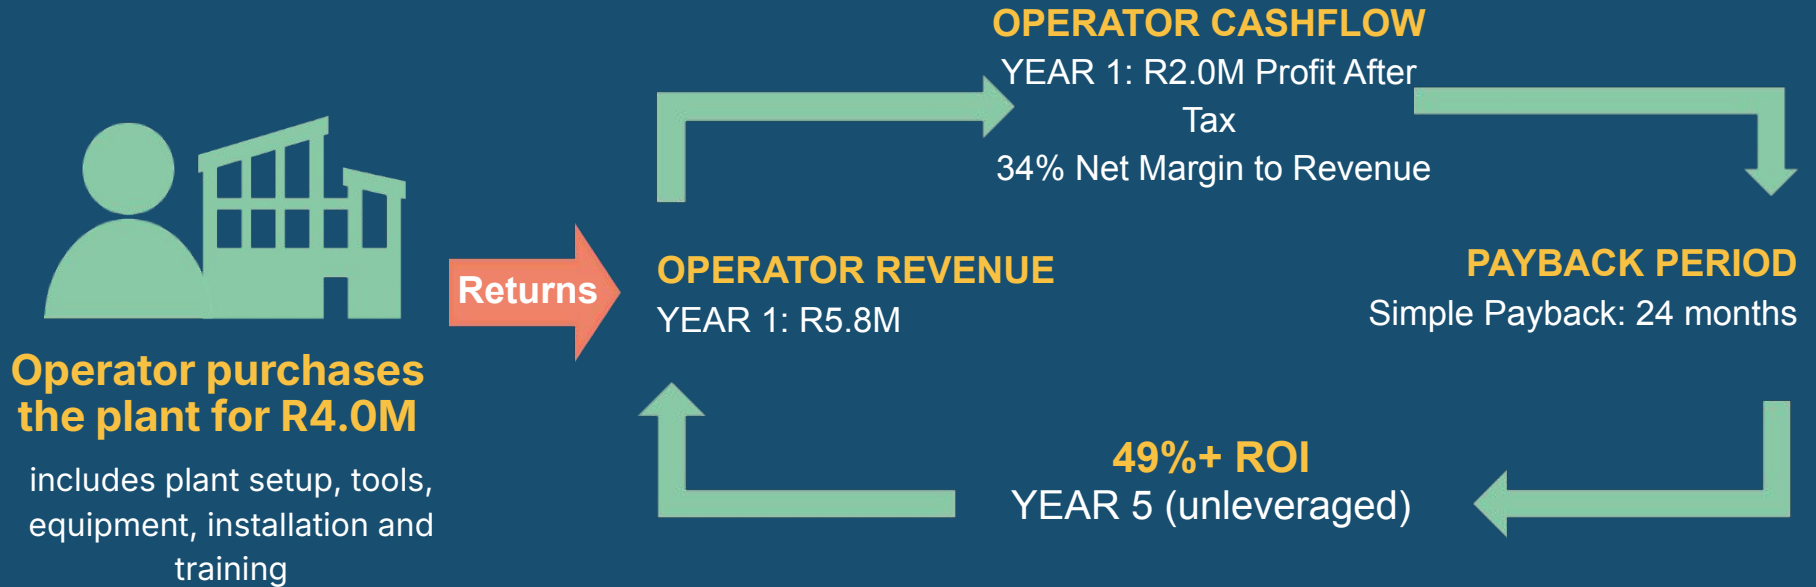 Operator purchases
the plant for R4.0M
includes plant setup, tools,
equipment, installation and
training
Returns
OPERATOR REVENUE
YEAR 1: R5.8M
OPERATOR CASHFLOW
YEAR 1: R2.0M Profit After
Tax
34% Net Margin to Revenue
PAYBACK PERIOD
Simple Payback: 24 months
49%+ ROI
YEAR 5 (unleveraged)